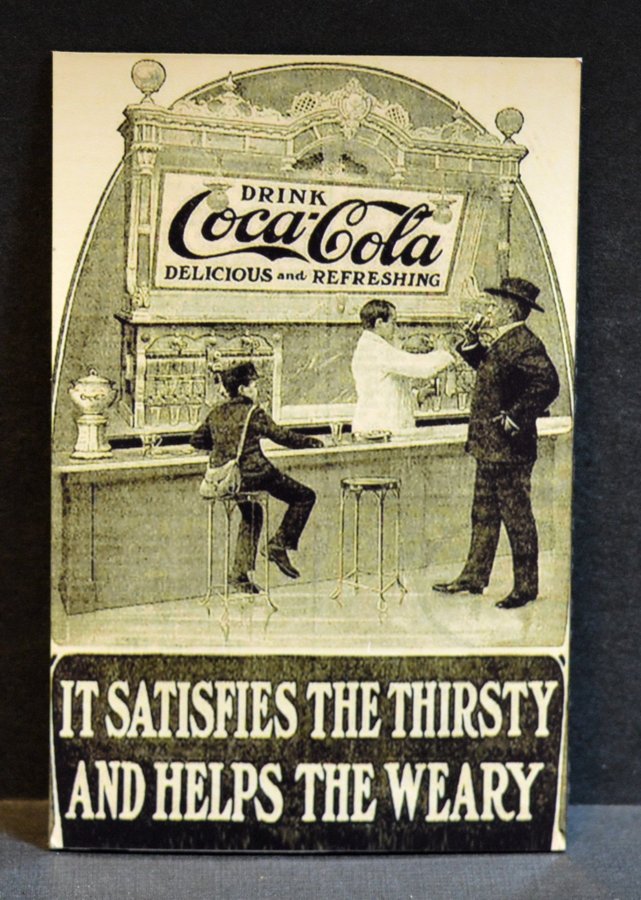 DRINK
Coca-Cola
DELICIOUS and REFRESHING
IT SATISFIES THE THIRSTY
AND HELPS THE WEARY